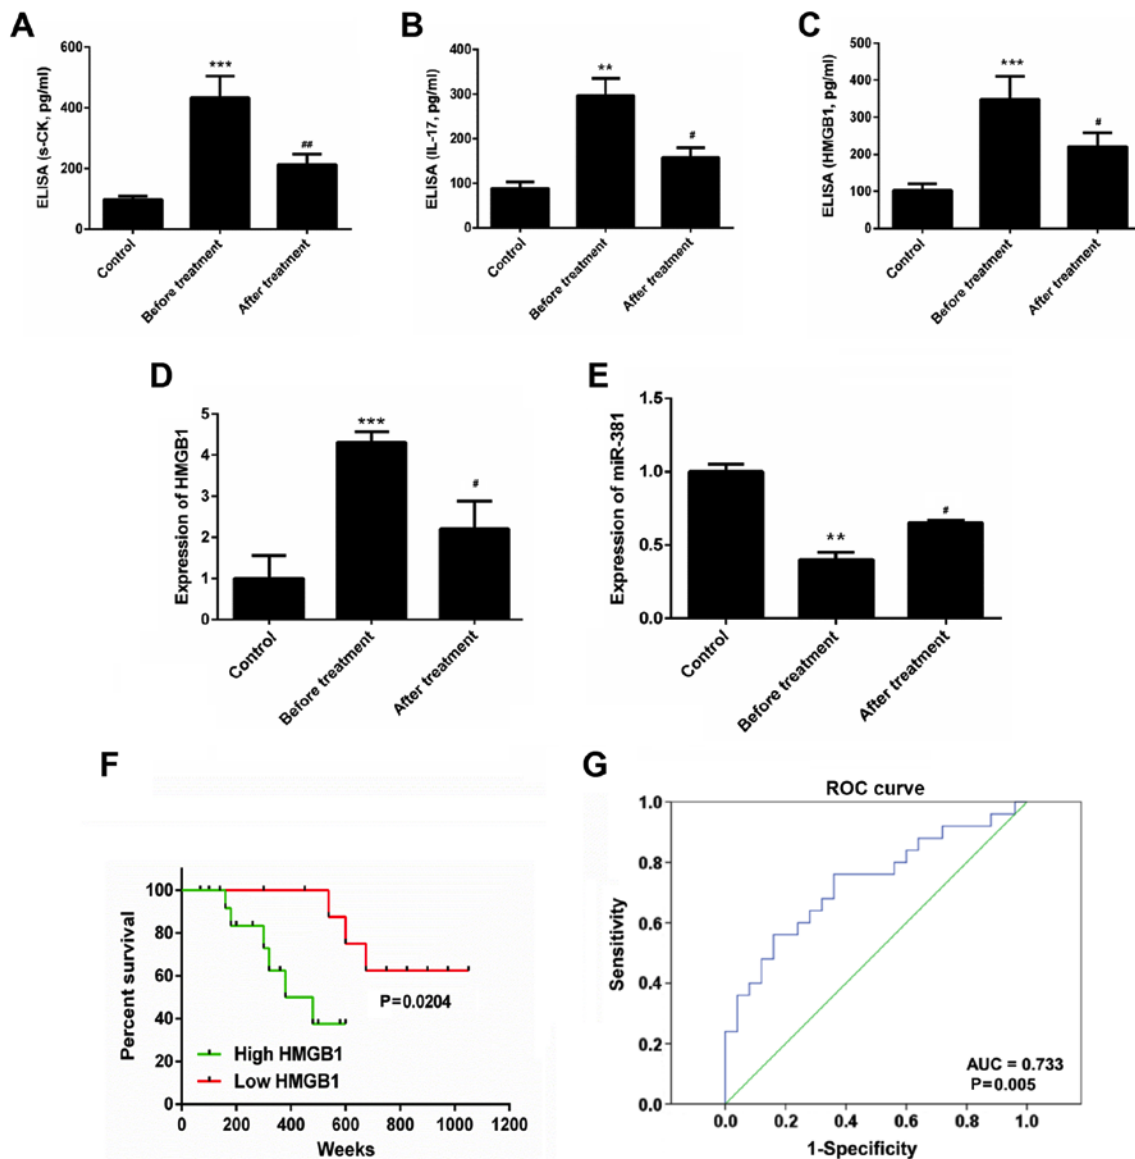 A
ELISA (s-CK, pg/ml)
600
400
200
0
***
##
Control
Before treatment
After treatment
B
ELISA (IL-17, pg/ml)
400
300
200
100
0
**
#
Control
Before treatment
After treatment
C
ELISA (HMGB1, pg/ml)
500
400
300
200
100
0
***
#
Control
Before treatment
After treatment
D
Expression of HMGB1
5
4
3
2
1
0
***
#
Control
Before treatment
After treatment
E
Expression of miR-381
1.5
1.0
0.5
0.0
**
#
Control
Before treatment
After treatment
F
Percent survival
100
80
60
40
20
0
P=0.0204
High HMGB1
Low HMGB1
0 200 400 600 800 1000 1200
Weeks
G
ROC curve
Sensitivity
1.0
0.8
0.6
0.4
0.2
0.0
AUC = 0.733
P=0.005
0.0 0.2 0.4 0.6 0.8 1.0
1-Specificity